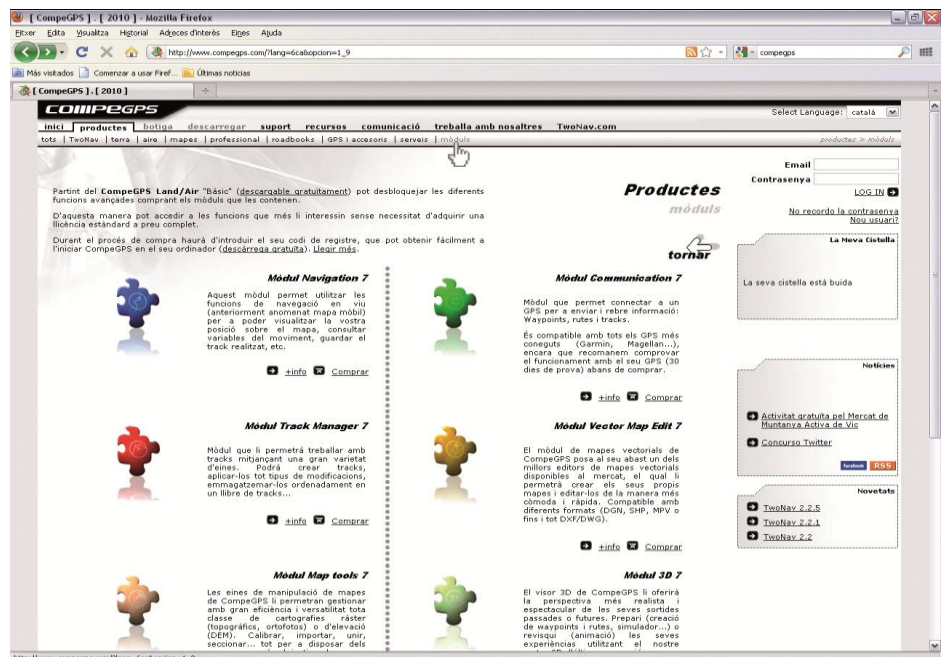 [ CompeGPS ] . [ 2010 ] - Mozilla Firefox
Fitxer Edita Visualitza Historial Adreces d'interès Eines Ajuda
http://www.compegps.com/?lang=6ca&opcion=1_9
compegps
Más visitados Comenzar a usar Firef... Últimas noticias
[ CompeGPS ] . [ 2010 ]
COMPEGPS
Select Language: català
inici productes botiga descarregar suport recursos comunicació treballa amb nosaltres TwoNav.com
tots | TwoNav | terra | aire | mapes | professional | roadbooks | GPS i accesoris | serveis | mòduls
productes > mòduls
Partint del CompeGPS Land/Air "Bàsic" (descargable gratuitament) pot desbloquejar les diferents
funcions avançades comprant els mòduls que les contenen.
D'aquesta manera pot accedir a les funcions que més li interessin sense necessitat d'adquirir una
llicència estàndard a preu complet.
Durant el procés de compra haurà d'introduir el seu codi de registre, que pot obtenir fàcilment a
l'iniciar CompeGPS en el seu ordinador (descàrrega gratuïta). Llegir més.
Productes
mòduls
tornar
Mòdul Navigation 7
Aquest mòdul permet utilitzar les
funcions de navegació en viu
(anteriorment anomenat mapa mòbil)
per a poder visualitzar la vostra
posició sobre el mapa, consultar
variables del moviment, guardar el
track realitzat, etc.
+info Comprar
Mòdul Communication 7
Mòdul que permet connectar a un
GPS per a enviar i rebre informació:
Waypoints, rutes i tracks.
És compatible amb tots els GPS més
coneguts (Garmin, Magellan...),
encara que recomanem comprovar
el funcionament amb el seu GPS (30
dies de prova) abans de comprar.
+info Comprar
Mòdul Track Manager 7
Mòdul que li permetrà treballar amb
tracks mitjançant una gran varietat
d'eines. Podrà crear tracks,
aplicar-los tot tipus de modificacions,
emmagatzemar-los ordenadament en
un llibre de tracks...
+info Comprar
Mòdul Vector Map Edit 7
El mòdul de mapes vectorials de
CompeGPS posa al seu abast un dels
millors editors de mapes vectorials
disponibles al mercat, el qual li
permetrà crear els seus propis
mapes i editar-los de la manera més
còmoda i ràpida. Compatible amb
diferents formats (DGN, SHP, MPV o
fins i tot DXF/DWG).
+info Comprar
Mòdul Map tools 7
Les eines de manipulació de mapes
de CompeGPS li permetran gestionar
amb gran eficiència i versatilitat tota
classe de cartografies ràster
(topogràfics, ortofotos) o d'elevació
(DEM). Calibrar, importar, unir,
seccionar... tot per a disposar dels
Mòdul 3D 7
El visor 3D de CompeGPS li oferirà
la perspectiva més realista i
espectacular de les seves sortides
passades o futures. Prepari (creació
de waypoints i rutes, simulador...) o
revisqui (animació) les seves
experiències utilitzant el nostre
Email
Contrasenya
LOG IN
No recordo la contrasenya
Nou usuari?
La Meva Cistella
La seva cistella està buida
Notícies
Activitat gratuïta pel Mercat de
Muntanya Activa de Vic
Concurso Twitter
facebook RSS
Novetats
TwoNav 2.2.5
TwoNav 2.2.1
TwoNav 2.2